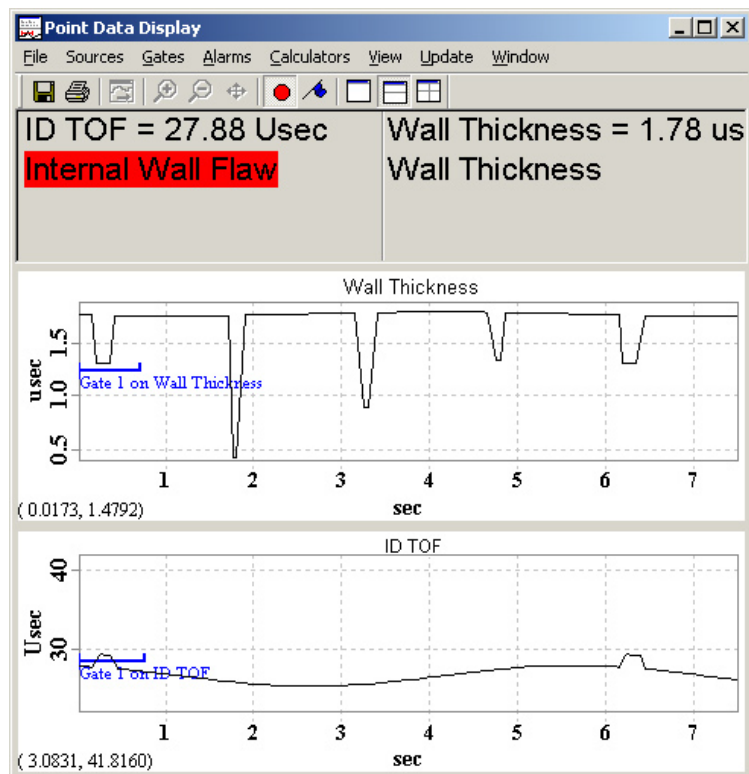 Point Data Display
File Sources Gates Alarms Calculators View Update Window
ID TOF = 27.88 Usec
Internal Wall Flaw
Wall Thickness = 1.78 us
Wall Thickness
Wall Thickness
usec
1.5
1.0
0.5
Gate 1 on Wall Thickness
1 2 3 4 5 6 7
sec
( 0.0173, 1.4792)
ID TOF
Usec
40
30
Gate 1 on ID TOF
1 2 3 4 5 6 7
sec
( 3.0831, 41.8160)